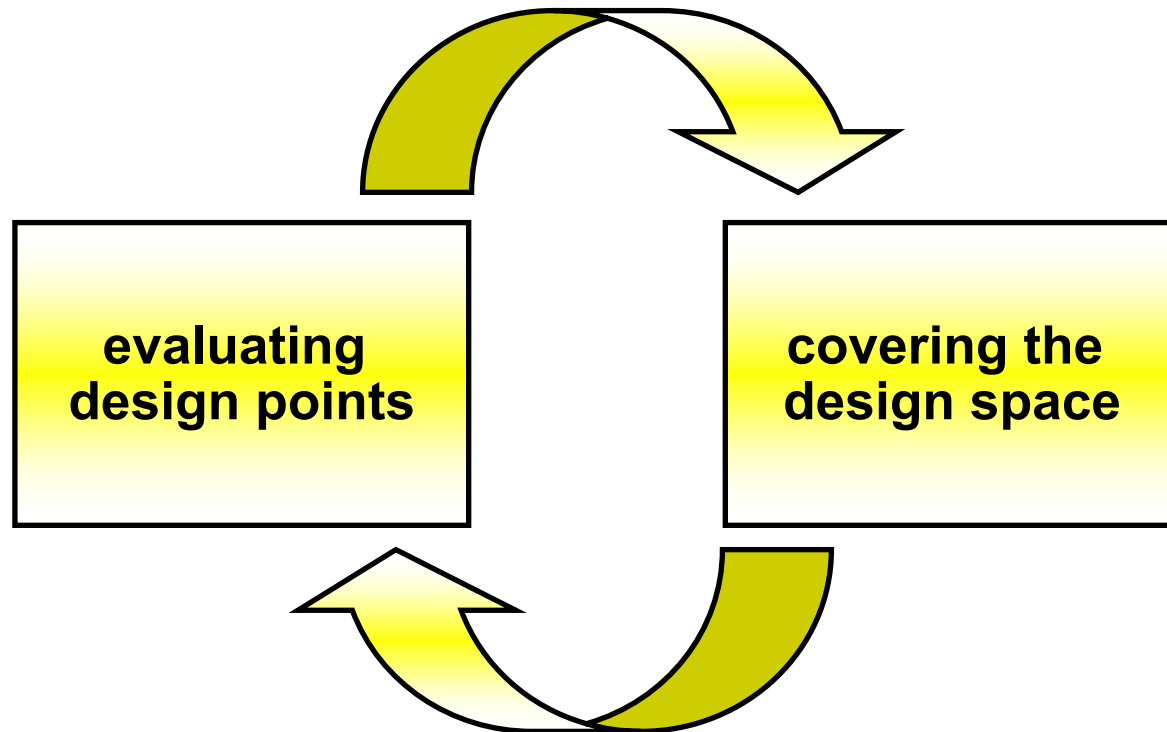 evaluating
design points
covering the
design space